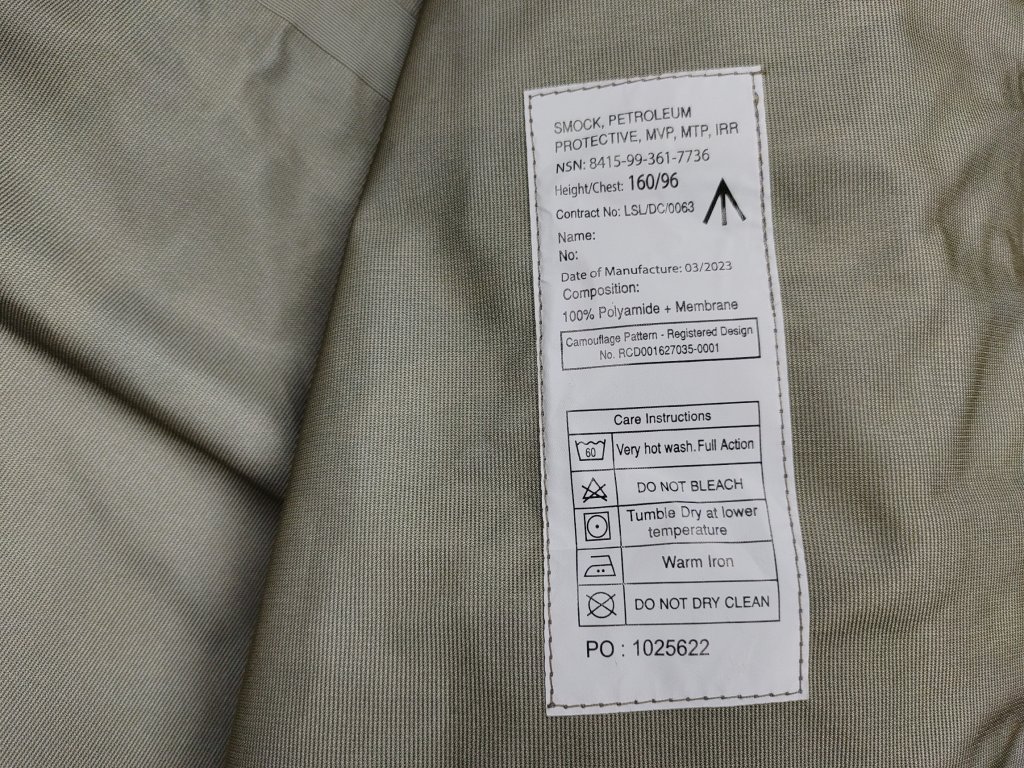 SMOCK, PETROLEUM
PROTECTIVE, MVP, MTP, IRR
NSN: 8415-99-361-7736
Height/Chest: 160/96
Contract No: LSL/DC/0063
Name:
No:
Date of Manufacture: 03/2023
Composition:
100% Polyamide + Membrane
Camouflage Pattern - Registered Design
No. RCD001627035-0001
Care Instructions
60 Very hot wash.Full Action
DO NOT BLEACH
Tumble Dry at lower
temperature
Warm Iron
DO NOT DRY CLEAN
PO : 1025622